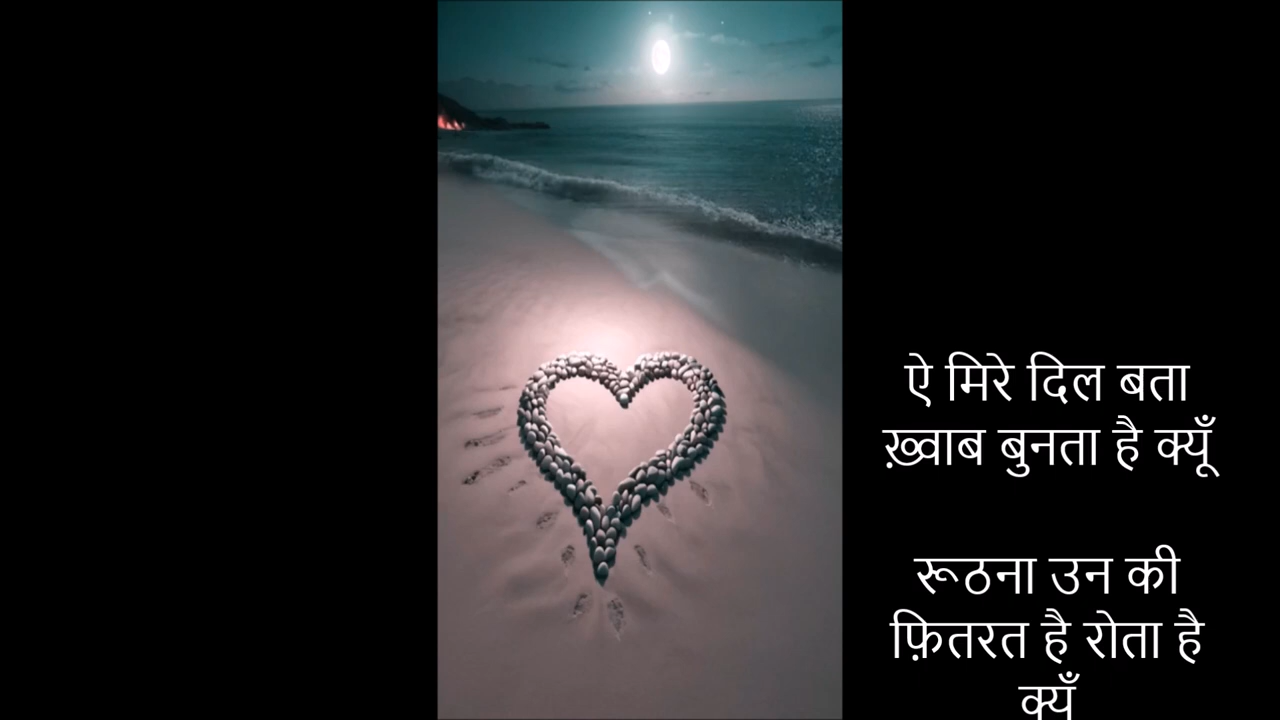 ऐ मिरे दिल बता
ख़्वाब बुनता है क्यूँ
रूठना उन की
फ़ितरत है रोता है
क्यूँ